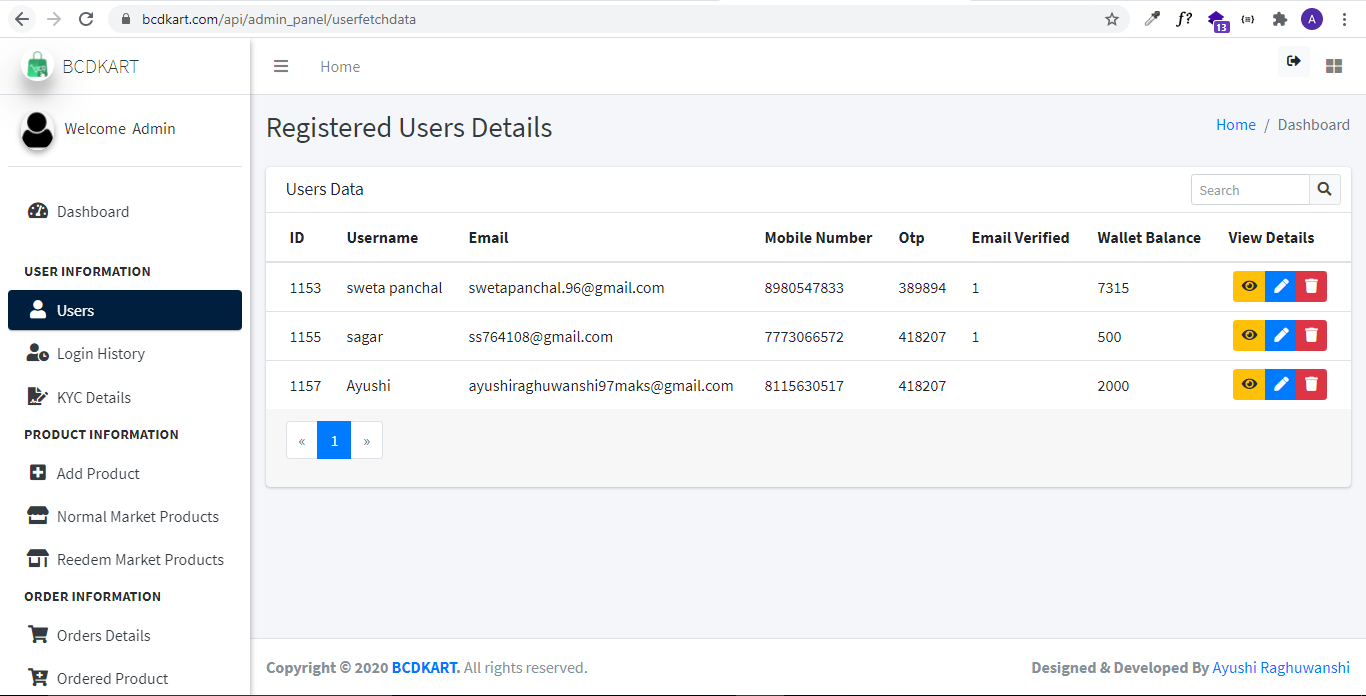 bcdkart.com/api/admin_panel/userfetchdata
f?
13
A
BCDKART
Home
Welcome Admin
Registered Users Details
Home / Dashboard
Users Data
Search
ID Username Email Mobile Number Otp Email Verified Wallet Balance View Details
1153 sweta panchal swetapanchal.96@gmail.com 8980547833 389894 1 7315
1155 sagar ss764108@gmail.com 7773066572 418207 1 500
1157 Ayushi ayushiraghuwanshi97maks@gmail.com 8115630517 418207 2000
« 1 »
Dashboard
USER INFORMATION
Users
Login History
KYC Details
PRODUCT INFORMATION
Add Product
Normal Market Products
Reedem Market Products
ORDER INFORMATION
Orders Details
Ordered Product
Copyright © 2020 BCDKART. All rights reserved.
Designed & Developed By Ayushi Raghuwanshi